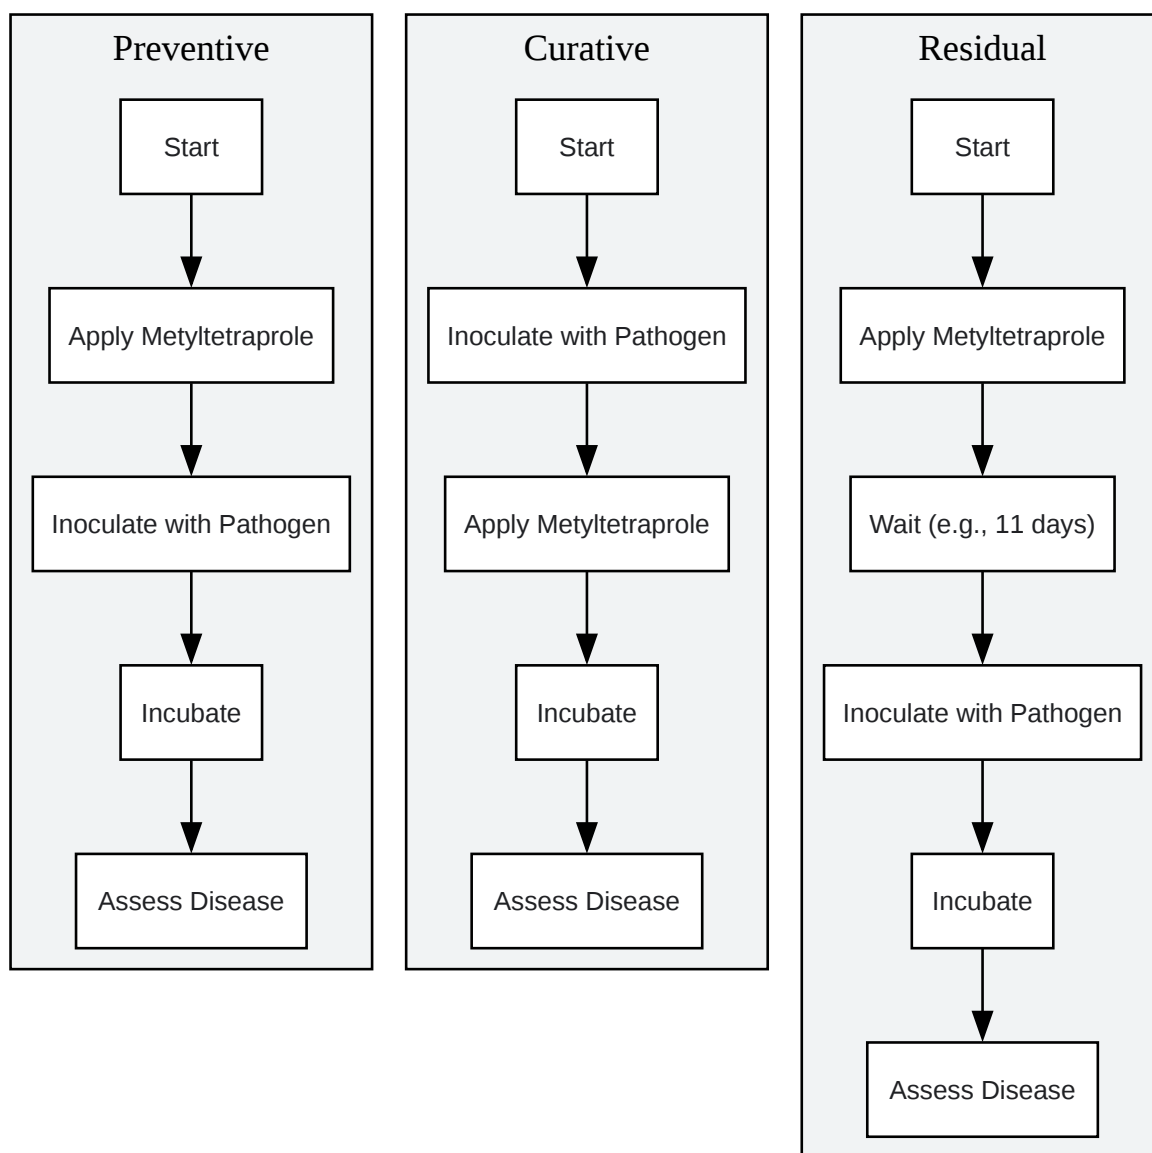 Preventive
Start
Apply Metyltetraprole
Inoculate with Pathogen
Incubate
Assess Disease
Curative
Start
Inoculate with Pathogen
Apply Metyltetraprole
Incubate
Assess Disease
Residual
Start
Apply Metyltetraprole
Wait (e.g., 11 days)
Inoculate with Pathogen
Incubate
Assess Disease